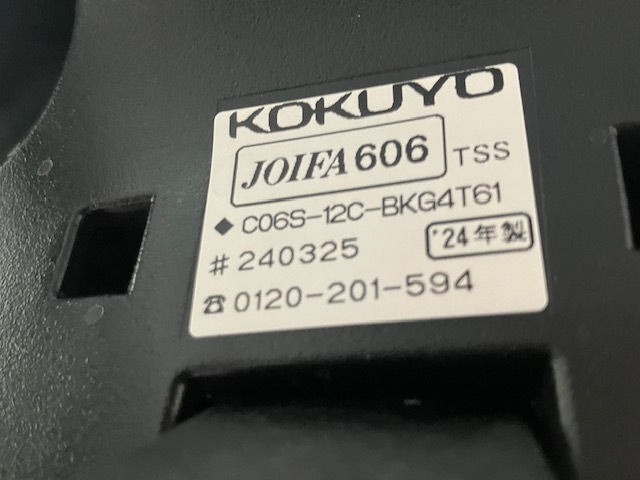 KOKUYO
JOIFA 606 TSS
◆ C06S-12C-BKG4T61
# 240325 '24年製
☎ 0120-201-594